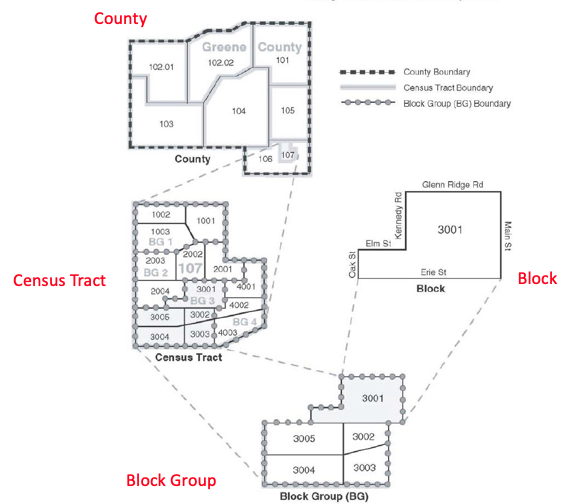 County
Greene County
102.01
102.02
101
County Boundary
Census Tract Boundary
Block Group (BG) Boundary
103
104
105
106
107
County
1002
1001
1003
BG 1
2003
BG 2
2002
107
2001
2004
3001
BG 3
4001
4002
3005
3002
BG 4
3004
3003
4003
Census Tract
Census Tract
Glenn Ridge Rd
Kennedy Rd
3001
Main St
Elm St
Oak St
Erie St
Block
Block
3001
3005
3002
3004
3003
Block Group
Block Group (BG)